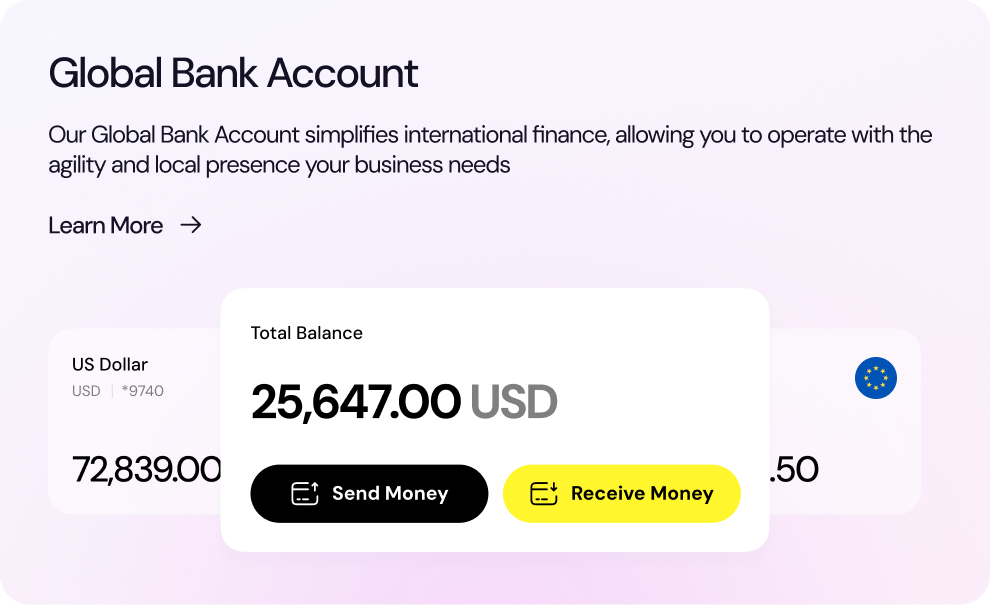 Global Bank Account
Our Global Bank Account simplifies international finance, allowing you to operate with the
agility and local presence your business needs
Learn More
Total Balance
25,647.00 USD
Send Money
Receive Money
US Dollar
USD | *9740
72,839.00
.50